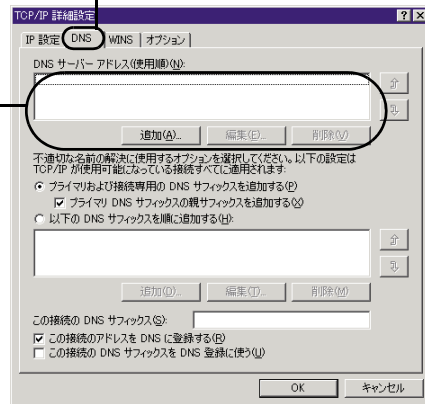 TCP/IP 詳細設定
IP 設定 DNS WINS オプション
DNS サーバー アドレス(使用順)(N):
追加(A)... 編集(E)... 削除(V)
不適切な名前の解決に使用するオプションを選択してください。以下の設定は
TCP/IP が使用可能になっている接続すべてに適用されます:
プライマリおよび接続専用の DNS サフィックスを追加する(P)
プライマリ DNS サフィックスの親サフィックスを追加する(X)
以下の DNS サフィックスを順に追加する(H):
追加(D)... 編集(T)... 削除(M)
この接続の DNS サフィックス(S):
この接続のアドレスを DNS に登録する(R)
この接続の DNS サフィックスを DNS 登録に使う(U)
OK キャンセル